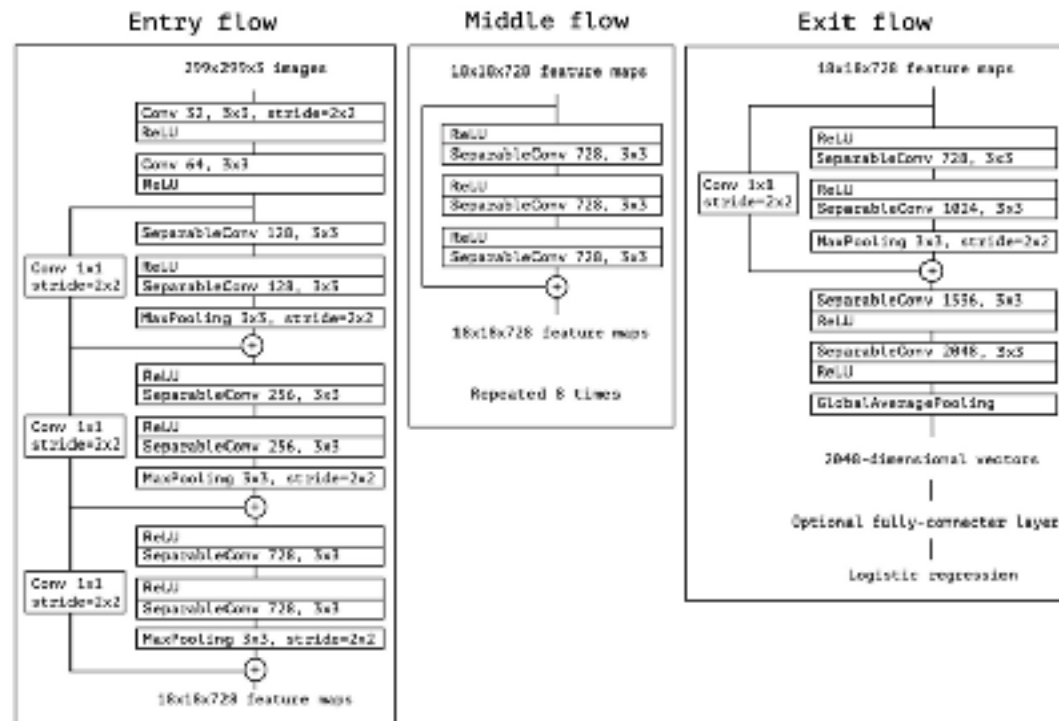 Entry flow
299x299x3 images
Conv 32, 3x3, stride=2x2
ReLU
Conv 64, 3x3
ReLU
SeparableConv 128, 3x3
Conv 1x1
stride=2x2
ReLU
SeparableConv 128, 3x3
MaxPooling 3x3, stride=2x2
+
ReLU
SeparableConv 256, 3x3
Conv 1x1
stride=2x2
ReLU
SeparableConv 256, 3x3
MaxPooling 3x3, stride=2x2
+
ReLU
SeparableConv 728, 3x3
Conv 1x1
stride=2x2
ReLU
SeparableConv 728, 3x3
MaxPooling 3x3, stride=2x2
+
18x18x728 feature maps
Middle flow
18x18x728 feature maps
ReLU
SeparableConv 728, 3x3
ReLU
SeparableConv 728, 3x3
ReLU
SeparableConv 728, 3x3
+
18x18x728 feature maps
Repeated 8 times
Exit flow
18x18x728 feature maps
ReLU
SeparableConv 728, 3x3
Conv 1x1
stride=2x2
ReLU
SeparableConv 1024, 3x3
MaxPooling 3x3, stride=2x2
+
SeparableConv 1536, 3x3
ReLU
SeparableConv 2048, 3x3
ReLU
GlobalAveragePooling
2048-dimensional vectors
Optional fully-connecter layer
Logistic regression